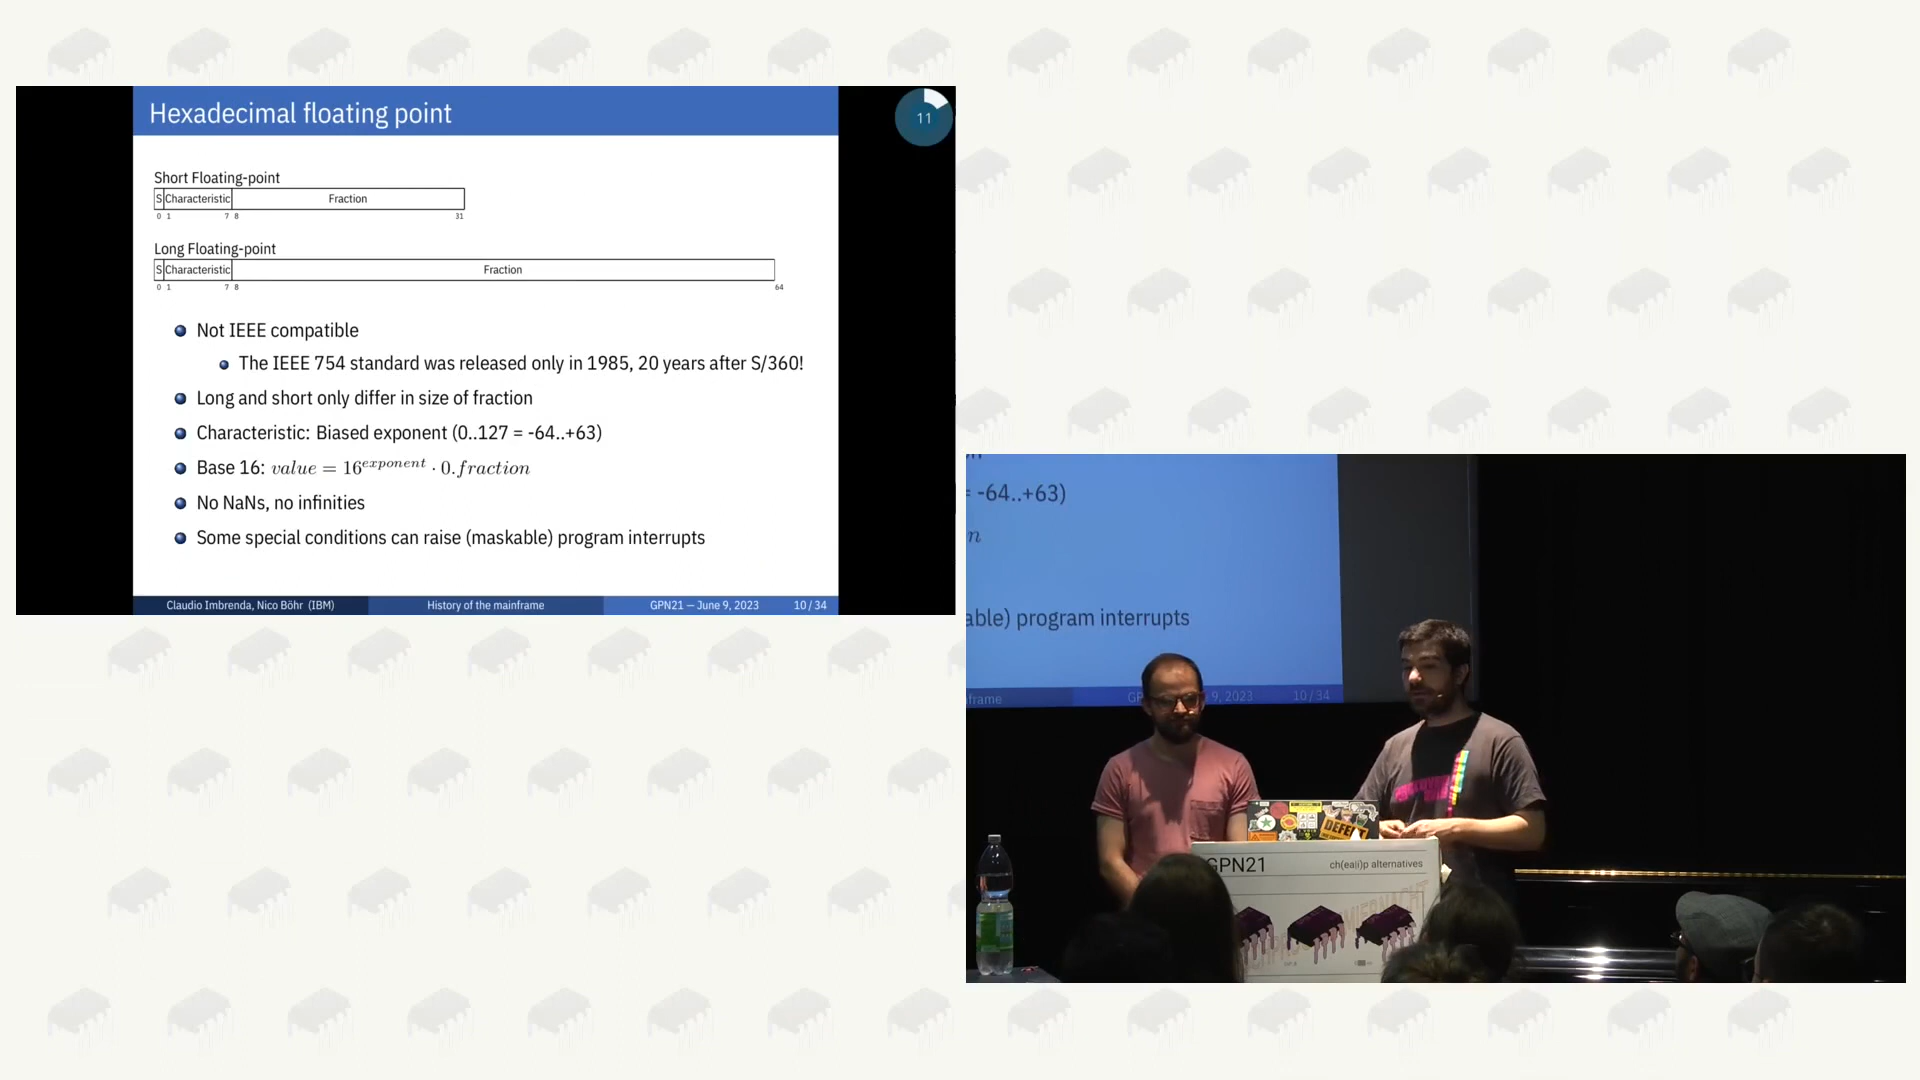 Hexadecimal floating point
11
Short Floating-point
S Characteristic Fraction
0 1 7 8 31
Long Floating-point
S Characteristic Fraction
0 1 7 8 64
Not IEEE compatible
The IEEE 754 standard was released only in 1985, 20 years after S/360!
Long and short only differ in size of fraction
Characteristic: Biased exponent (0..127 = -64..+63)
Base 16: value = 16^exponent · 0.fraction
No NaNs, no infinities
Some special conditions can raise (maskable) program interrupts
Claudio Imbrenda, Nico Böhr (IBM) History of the mainframe GPN21 — June 9, 2023 10 / 34
= -64..+63)
n
able) program interrupts
frame GP 9, 2023 10 / 34
DEFE
GPN21 ch(ea|i)p alternatives